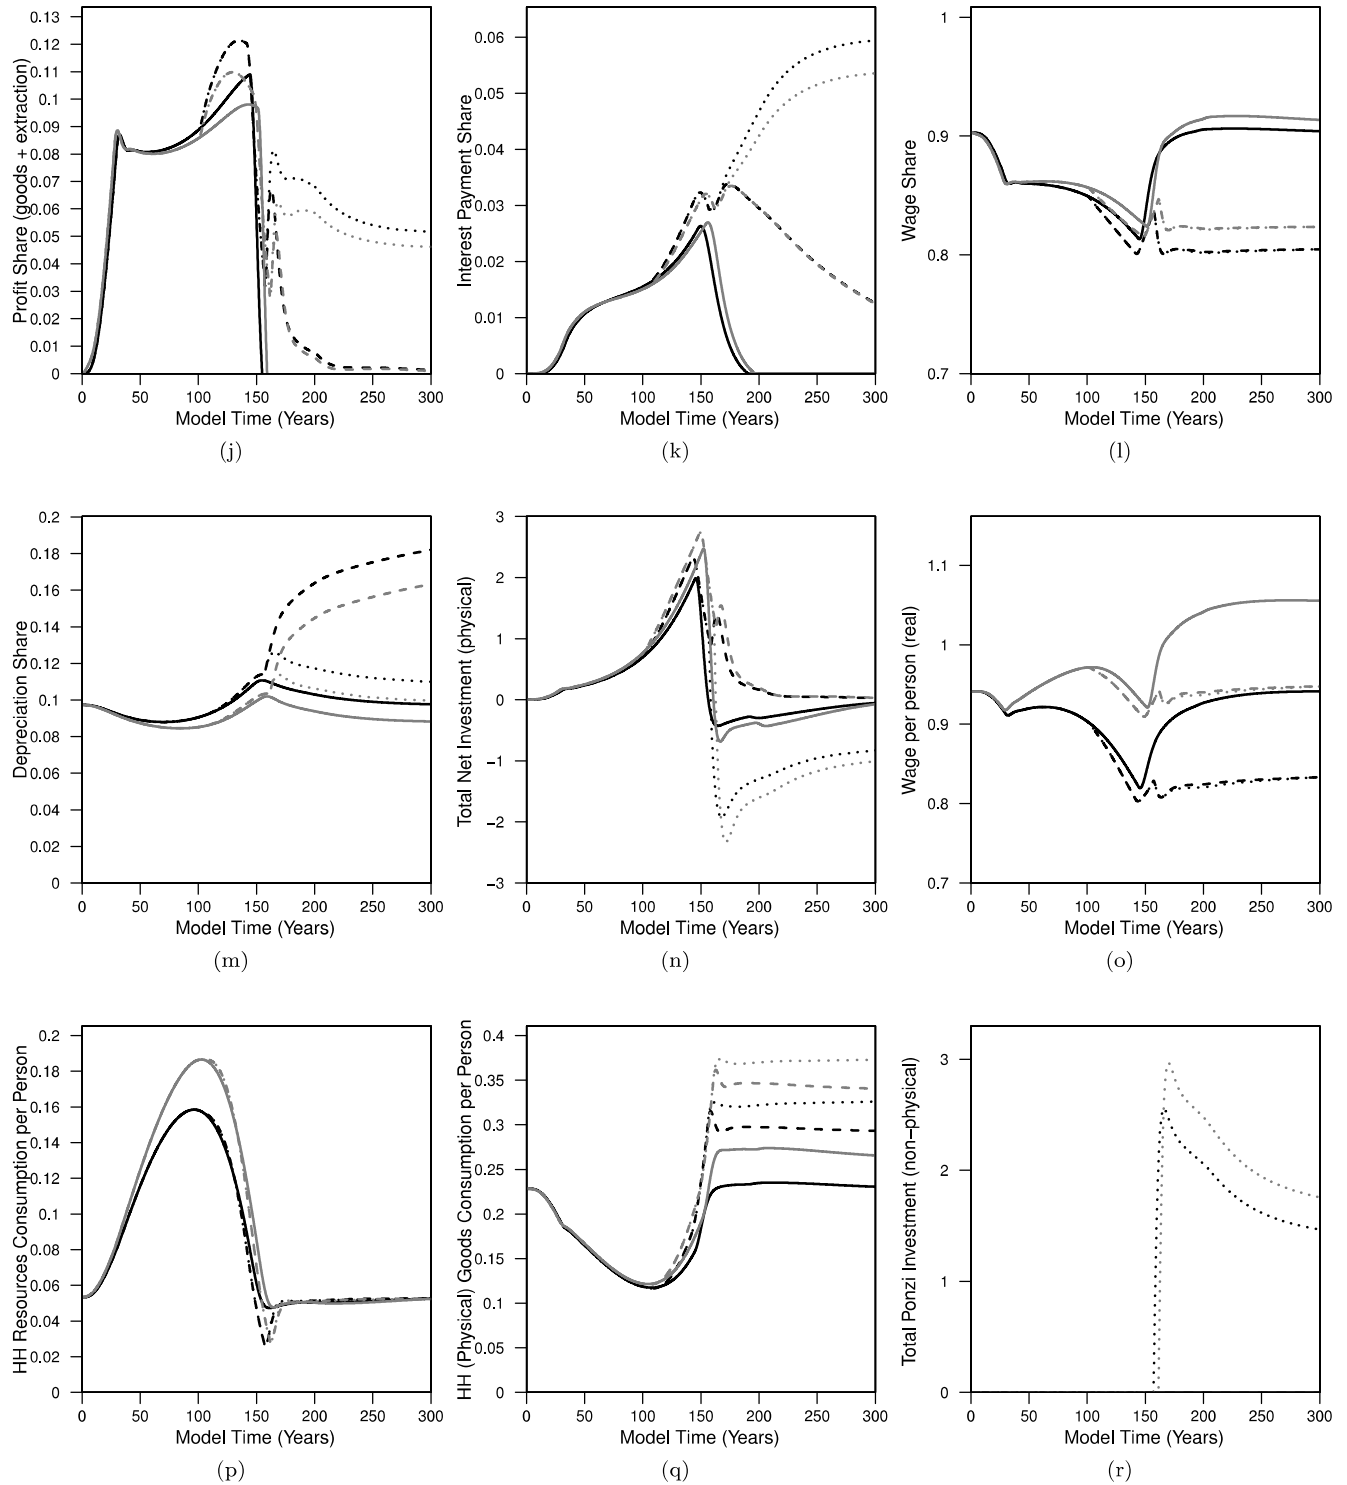 Profit Share (goods + extraction)
0.13
0.12
0.11
0.1
0.09
0.08
0.07
0.06
0.05
0.04
0.03
0.02
0.01
0
0 50 100 150 200 250 300
Model Time (Years)
(j)
Interest Payment Share
0.06
0.05
0.04
0.03
0.02
0.01
0
0 50 100 150 200 250 300
Model Time (Years)
(k)
Wage Share
1
0.9
0.8
0.7
0 50 100 150 200 250 300
Model Time (Years)
(l)
Depreciation Share
0.2
0.18
0.16
0.14
0.12
0.1
0.08
0.06
0.04
0.02
0
0 50 100 150 200 250 300
Model Time (Years)
(m)
Total Net Investment (physical)
3
2
1
0
−1
−2
−3
0 50 100 150 200 250 300
Model Time (Years)
(n)
Wage per person (real)
1.1
1
0.9
0.8
0.7
0 50 100 150 200 250 300
Model Time (Years)
(o)
HH Resources Consumption per Person
0.2
0.18
0.16
0.14
0.12
0.1
0.08
0.06
0.04
0.02
0
0 50 100 150 200 250 300
Model Time (Years)
(p)
HH (Physical) Goods Consumption per Person
0.4
0.35
0.3
0.25
0.2
0.15
0.1
0.05
0
0 50 100 150 200 250 300
Model Time (Years)
(q)
Total Ponzi Investment (non−physical)
3
2
1
0
0 50 100 150 200 250 300
Model Time (Years)
(r)